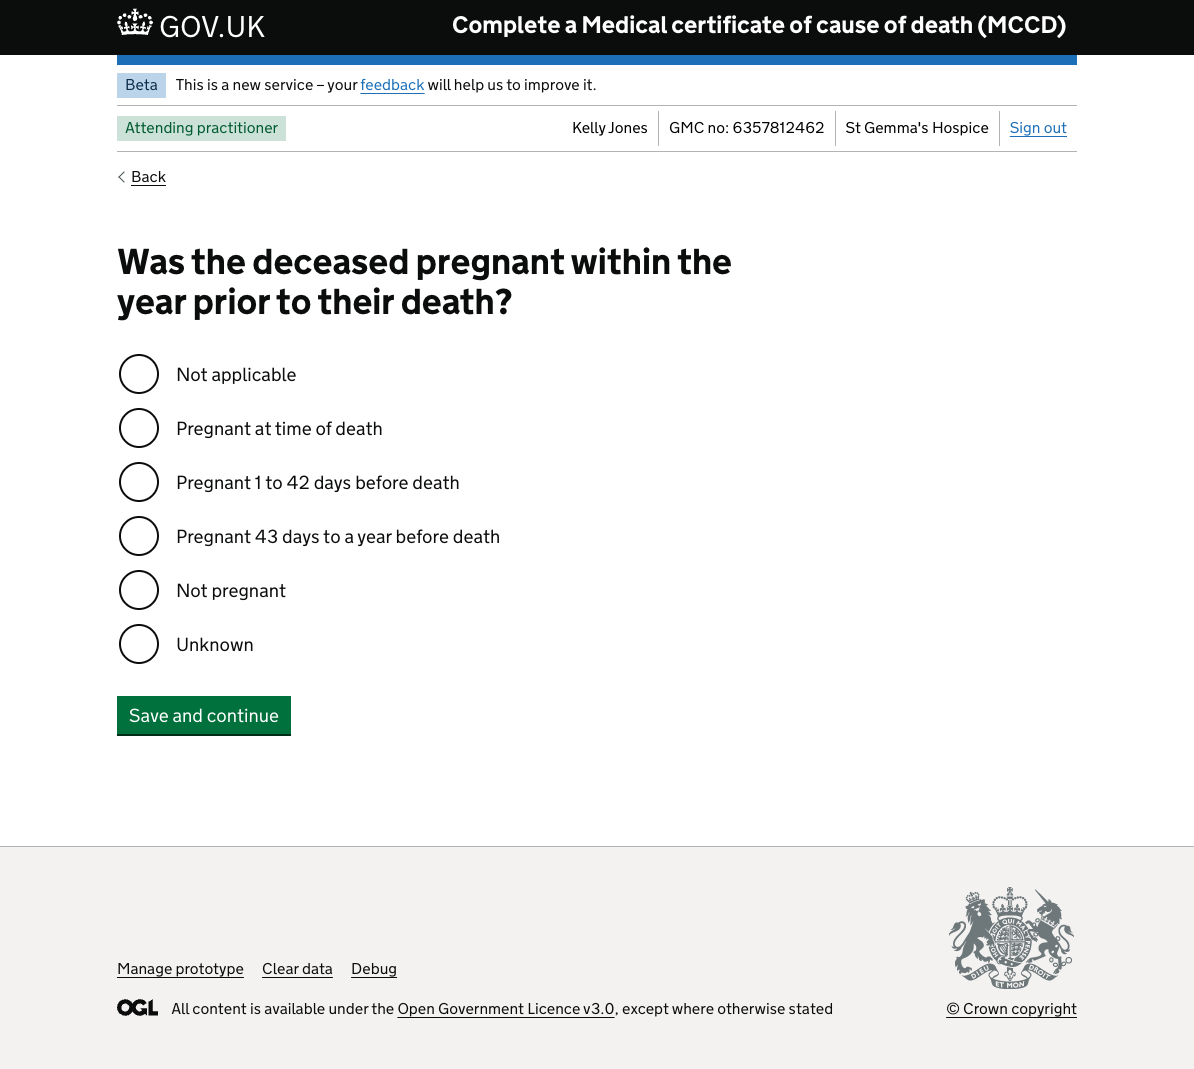 GOV.UK
Complete a Medical certificate of cause of death (MCCD)
Beta This is a new service – your feedback will help us to improve it.
Attending practitioner
Kelly Jones GMC no: 6357812462 St Gemma's Hospice Sign out
Back
Was the deceased pregnant within the
year prior to their death?
Not applicable
Pregnant at time of death
Pregnant 1 to 42 days before death
Pregnant 43 days to a year before death
Not pregnant
Unknown
Save and continue
DIEU ET MON DROIT
Manage prototype Clear data Debug
OGL All content is available under the Open Government Licence v3.0, except where otherwise stated
© Crown copyright